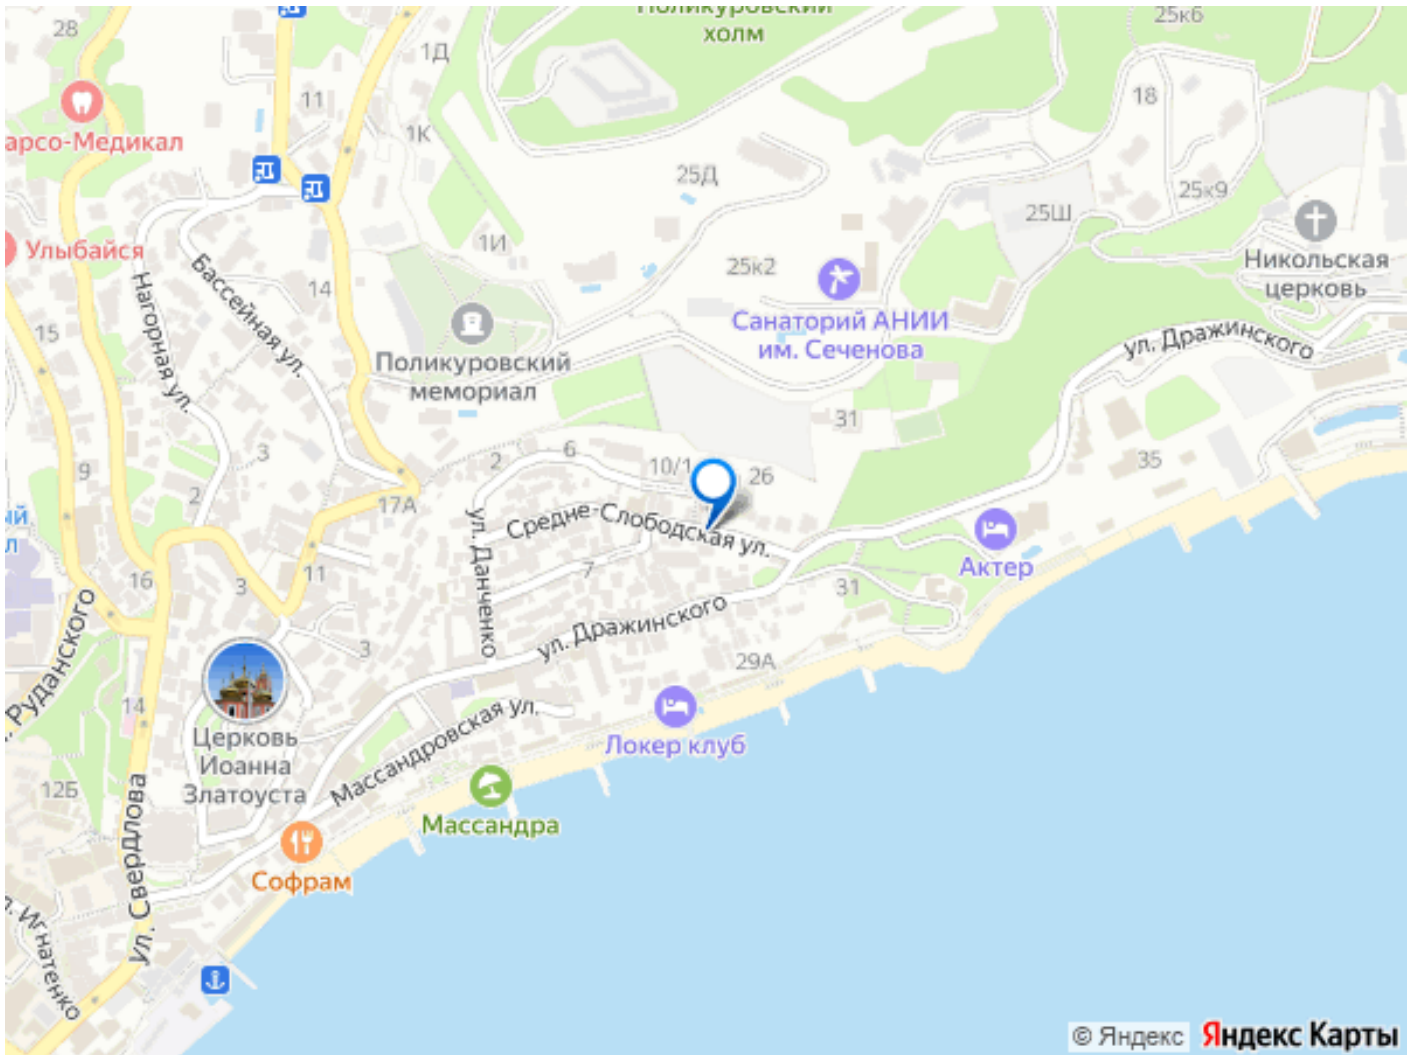 Поликуровский
холм
28
25к6
1Д
11
18
1К
арсо-Медикал
25Д
25к9
25Ш
1И
Улыбайся
25к2
Никольская
церковь
Нагорная ул.
Бассейная ул.
14
Санаторий АНИИ
им. Сеченова
ул. Дражинского
15
Поликуровский
мемориал
31
3
2
6
10/1
26
35
9
2
17А
ый
л
Средне-Слободская ул.
ул. Данченко
Актер
16
3
11
7
31
ул. Дражинского
Руданского
3
29А
14
Массандровская ул.
Локер клуб
Церковь
Иоанна
Златоуста
12Б
ул. Свердлова
Массандра
Софрам
л. Игнатенко
© Яндекс Яндекс Карты